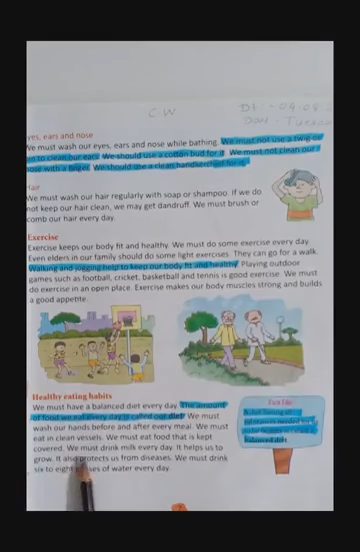 C W
Dt - 04.08
Day - Tuesda
yes, ears and nose
We must wash our eyes, ears and nose while bathing. We must not use a twig or
to clean our ears. We should use a cotton bud for it. We must not clean our
nose with a finger. We should use a clean handkerchief for it.
Hair
We must wash our hair regularly with soap or shampoo. If we do
not keep our hair clean, we may get dandruff. We must brush or
comb our hair every day.
Exercise
Exercise keeps our body fit and healthy. We must do some exercise every day.
Even elders in our family should do some light exercises. They can go for a walk.
Walking and jogging help to keep our body fit and healthy. Playing outdoor
games such as football, cricket, basketball and tennis is good exercise. We must
do exercise in an open place. Exercise makes our body muscles strong and builds
a good appetite.
Healthy eating habits
We must have a balanced diet every day. The amount
of food we eat every day is called our diet. We must
wash our hands before and after every meal. We must
eat in clean vessels. We must eat food that is kept
covered. We must drink milk every day. It helps us to
grow. It also protects us from diseases. We must drink
six to eight glasses of water every day.
Fact File
A diet having all
substances needed
balanced diet.